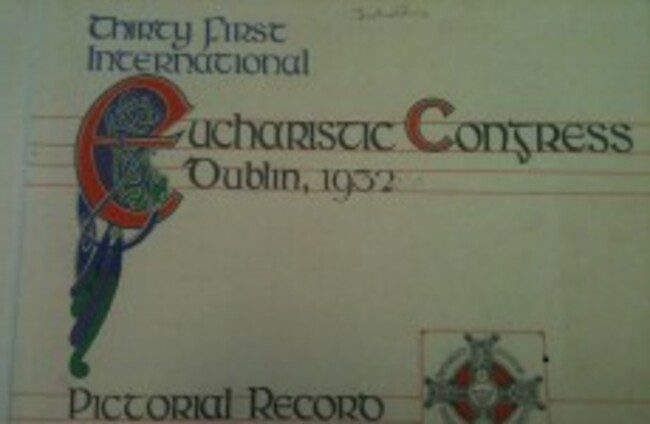 Thirty First
International
Eucharistic Congress
Dublin, 1932
Pictorial Record